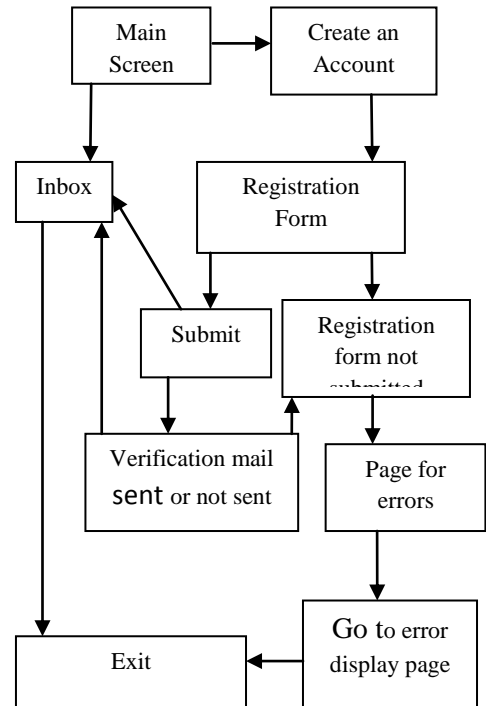 Main
Screen
Create an
Account
Inbox
Registration
Form
Submit
Registration
form not
submitted
Verification mail
sent or not sent
Page for
errors
Go to error
display page
Exit